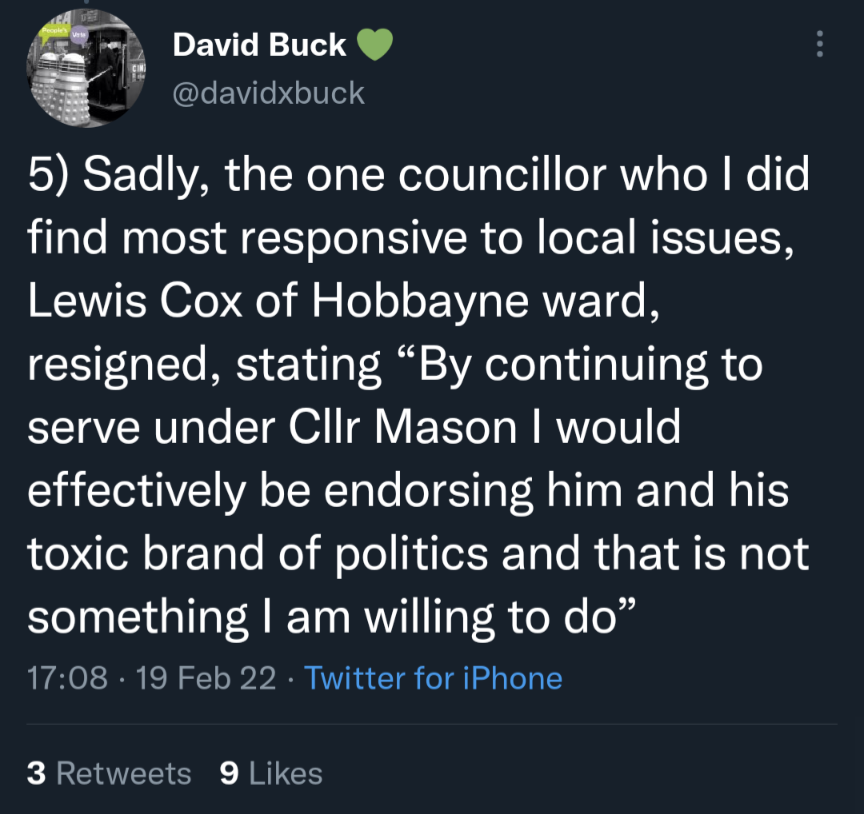 People's Vote
David Buck 💚
@davidxbuck
5) Sadly, the one councillor who I did
find most responsive to local issues,
Lewis Cox of Hobbayne ward,
resigned, stating “By continuing to
serve under Cllr Mason I would
effectively be endorsing him and his
toxic brand of politics and that is not
something I am willing to do”
17:08 · 19 Feb 22 · Twitter for iPhone
3 Retweets 9 Likes